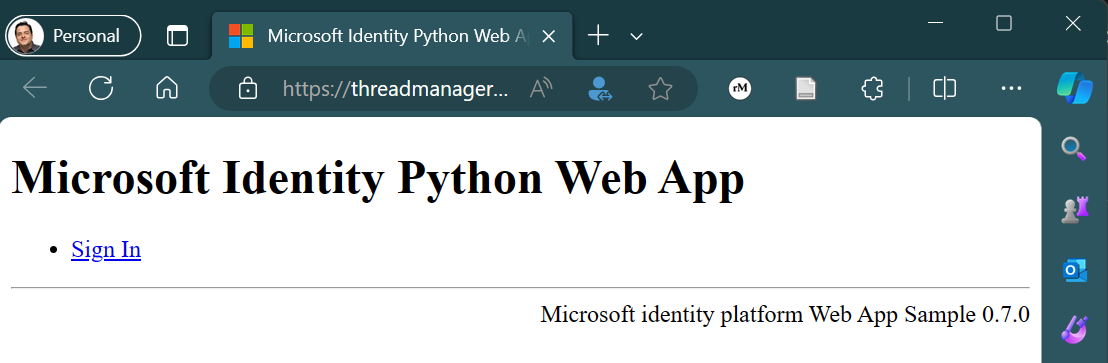 Personal
Microsoft Identity Python Web A
https://threadmanager...
A
rM
Microsoft Identity Python Web App
Sign In
Microsoft identity platform Web App Sample 0.7.0